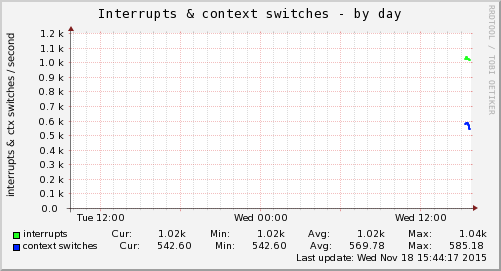 Interrupts & context switches - by day
RRDTOOL / TOBI OETIKER
interrupts & ctx switches / second
1.2 k
1.1 k
1.0 k
0.9 k
0.8 k
0.7 k
0.6 k
0.5 k
0.4 k
0.3 k
0.2 k
0.1 k
0.0
Tue 12:00 Wed 00:00 Wed 12:00
interrupts Cur: 1.02k Min: 1.02k Avg: 1.02k Max: 1.04k
context switches Cur: 542.60 Min: 542.60 Avg: 569.78 Max: 585.18
Last update: Wed Nov 18 15:44:17 2015